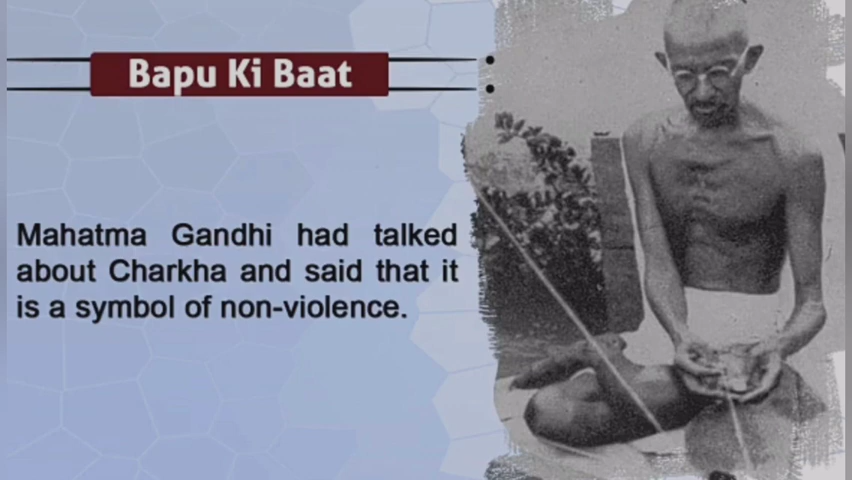 Bapu Ki Baat
Mahatma Gandhi had talked
about Charkha and said that it
is a symbol of non-violence.